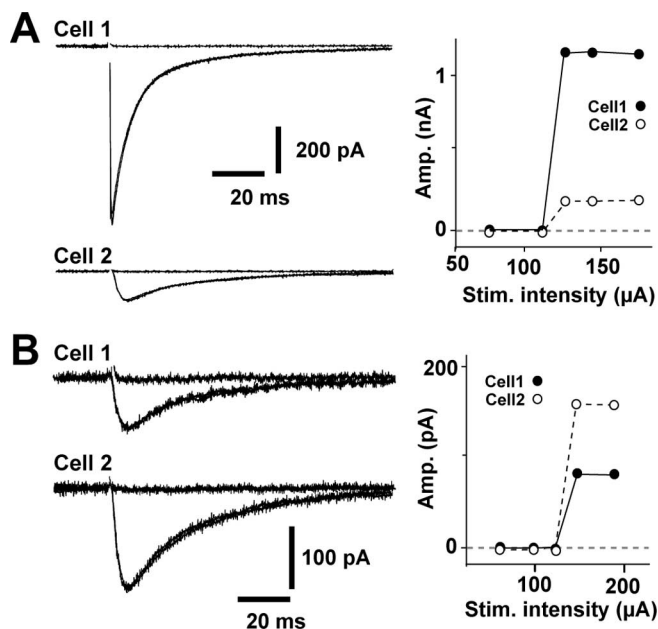 A
Cell 1
200 pA
20 ms
Cell 2
Amp. (nA)
1
0
Cell1
Cell2
50
100
150
Stim. intensity (μA)
B
Cell 1
Cell 2
100 pA
20 ms
Amp. (pA)
200
0
Cell1
Cell2
100
200
Stim. intensity (μA)